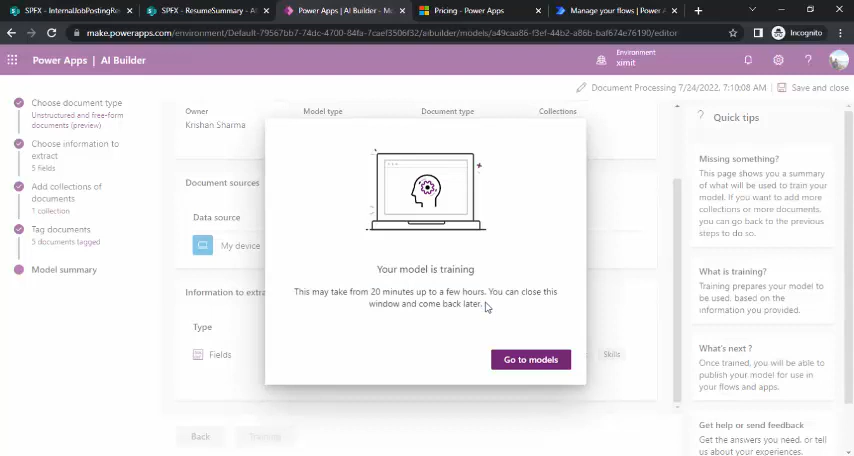 SPFX - InternalJobPostingRe
SPFX - ResumeSummary - Al
Power Apps | AI Builder - Mo
Pricing - Power Apps
Manage your flows | Power A
Incognito
make.powerapps.com/environment/Default-79567bb7-74dc-4700-84fa-7caef3506f32/aibuilder/models/a49caa86-f3ef-44b2-a86b-baf674e76190/editor
Power Apps | AI Builder
Environment
ximit
Document Processing 7/24/2022, 7:10:08 AM
Save and close
Choose document type
Unstructured and free-form
documents (preview)
Choose information to
extract
5 fields
Add collections of
documents
1 collection
Tag documents
5 documents tagged
Model summary
Owner
Model type
Document type
Collections
Krishan Sharma
Document sources
Data source
My device
Information to extra
Type
Fields
Skills
Back
Training
Your model is training
This may take from 20 minutes up to a few hours. You can close this
window and come back later.
Go to models
Quick tips
Missing something?
This page shows you a summary
of what will be used to train your
model. If you want to add more
collections or more documents,
you can go back to the previous
steps to do so.
What is training?
Training prepares your model to
be used, based on the
information you provided.
What's next ?
Once trained, you will be able to
publish your model for use in
your flows and apps.
Get help or send feedback
Get the answers you need, or tell
us about your experiences.